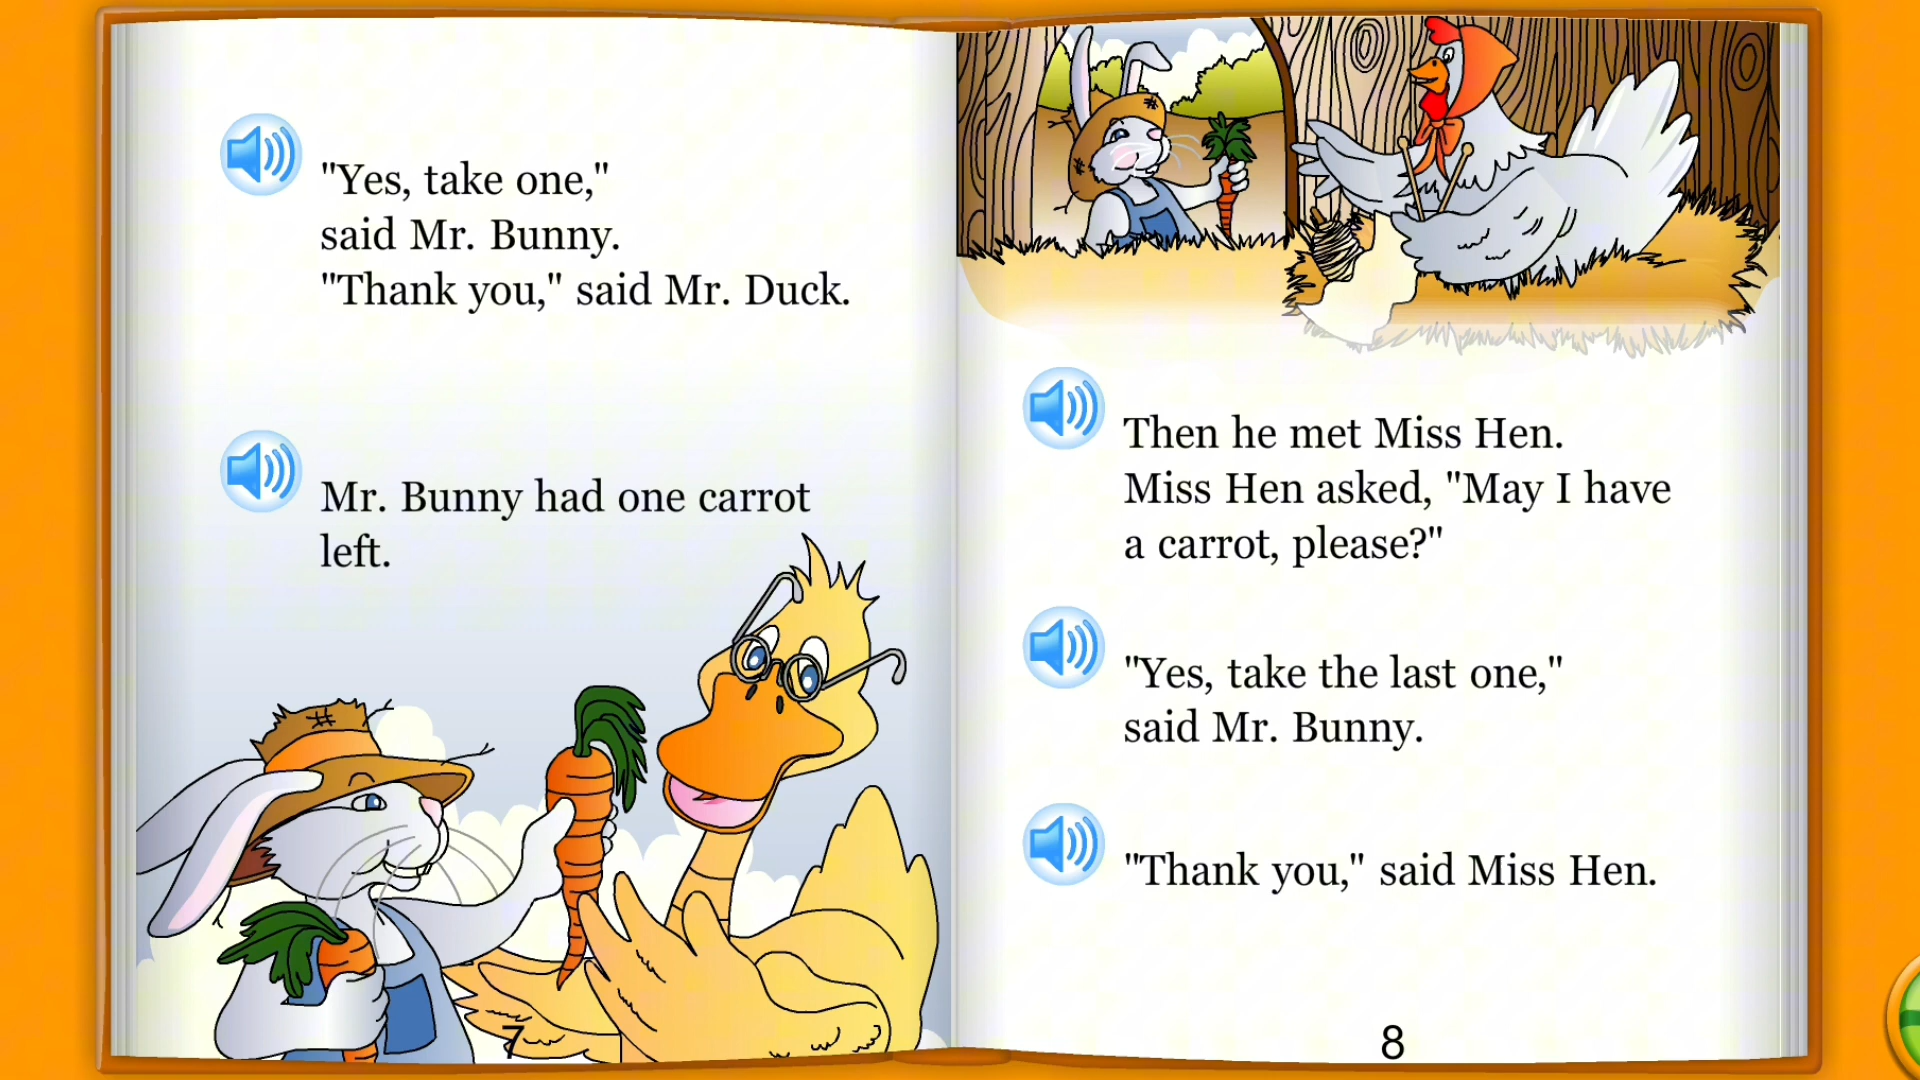 "Yes, take one,"
said Mr. Bunny.
"Thank you," said Mr. Duck.
Mr. Bunny had one carrot
left.
7
Then he met Miss Hen.
Miss Hen asked, "May I have
a carrot, please?"
"Yes, take the last one,"
said Mr. Bunny.
"Thank you," said Miss Hen.
8